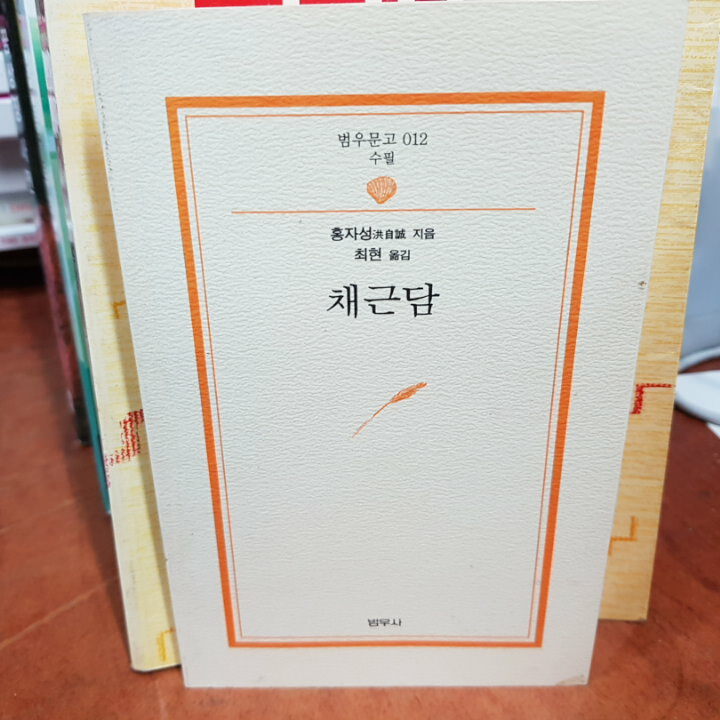 범우문고 012
수필
홍자성洪自誠 지음
최현 옮김
채근담
범우사